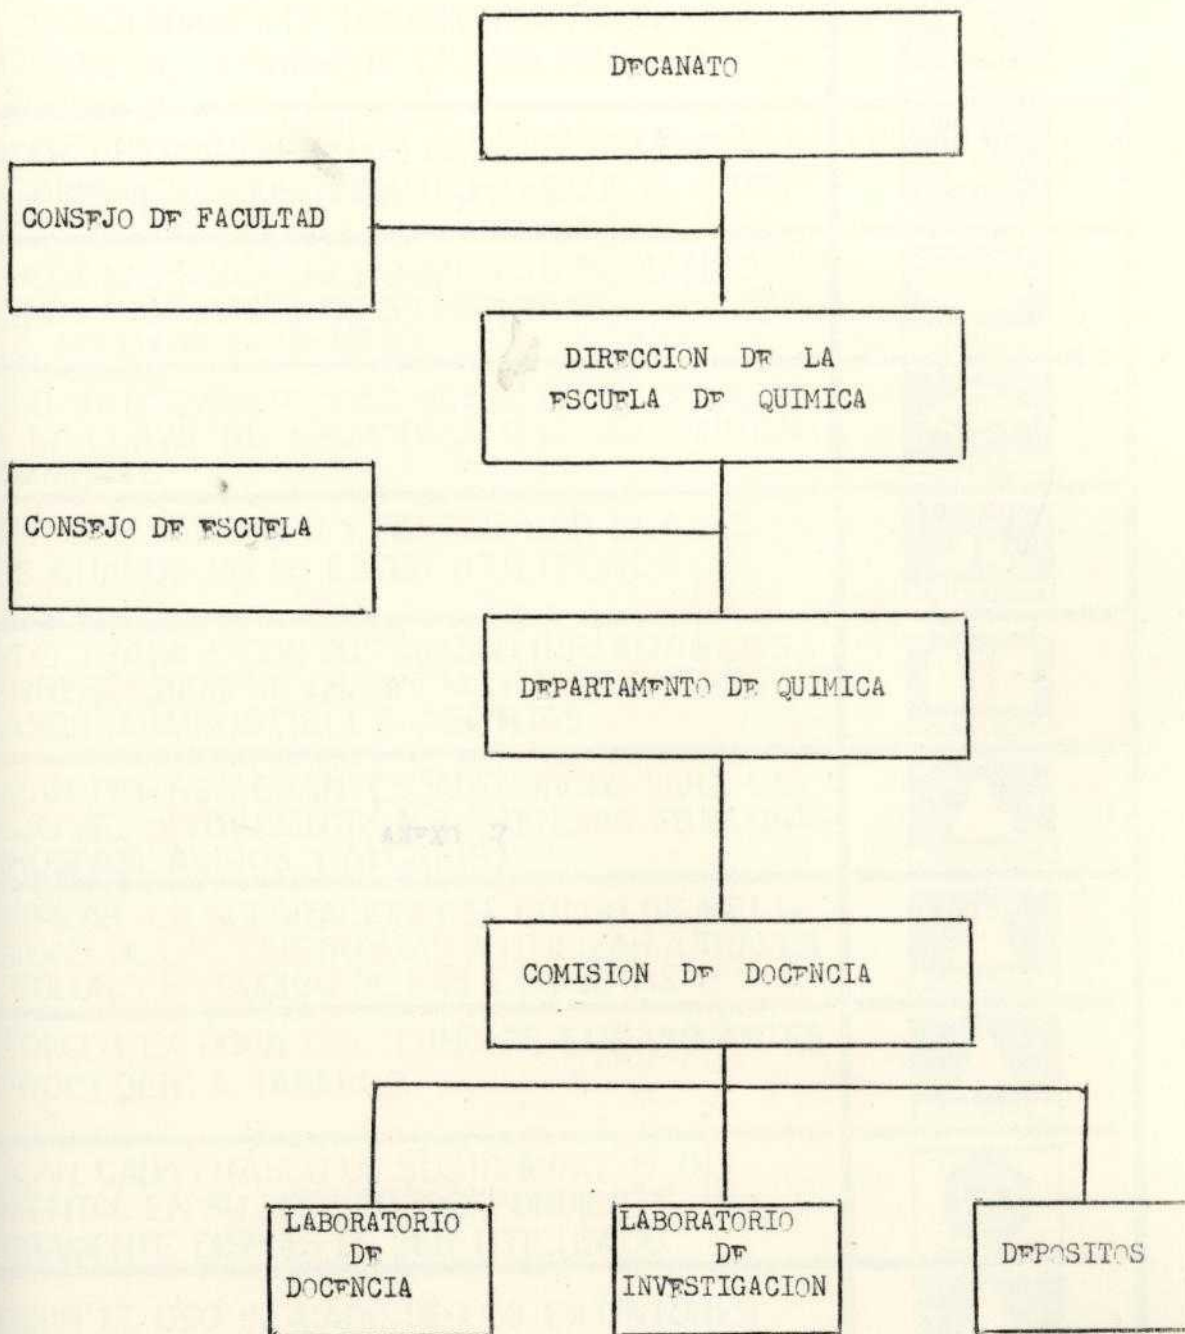 DECANATO
CONSEJO DE FACULTAD
DIRECCION DE LA
ESCUELA DE QUIMICA
CONSEJO DE ESCUELA
DEPARTAMENTO DE QUIMICA
COMISION DE DOCENCIA
LABORATORIO
DE
DOCENCIA
LABORATORIO
DE
INVESTIGACION
DEPOSITOS